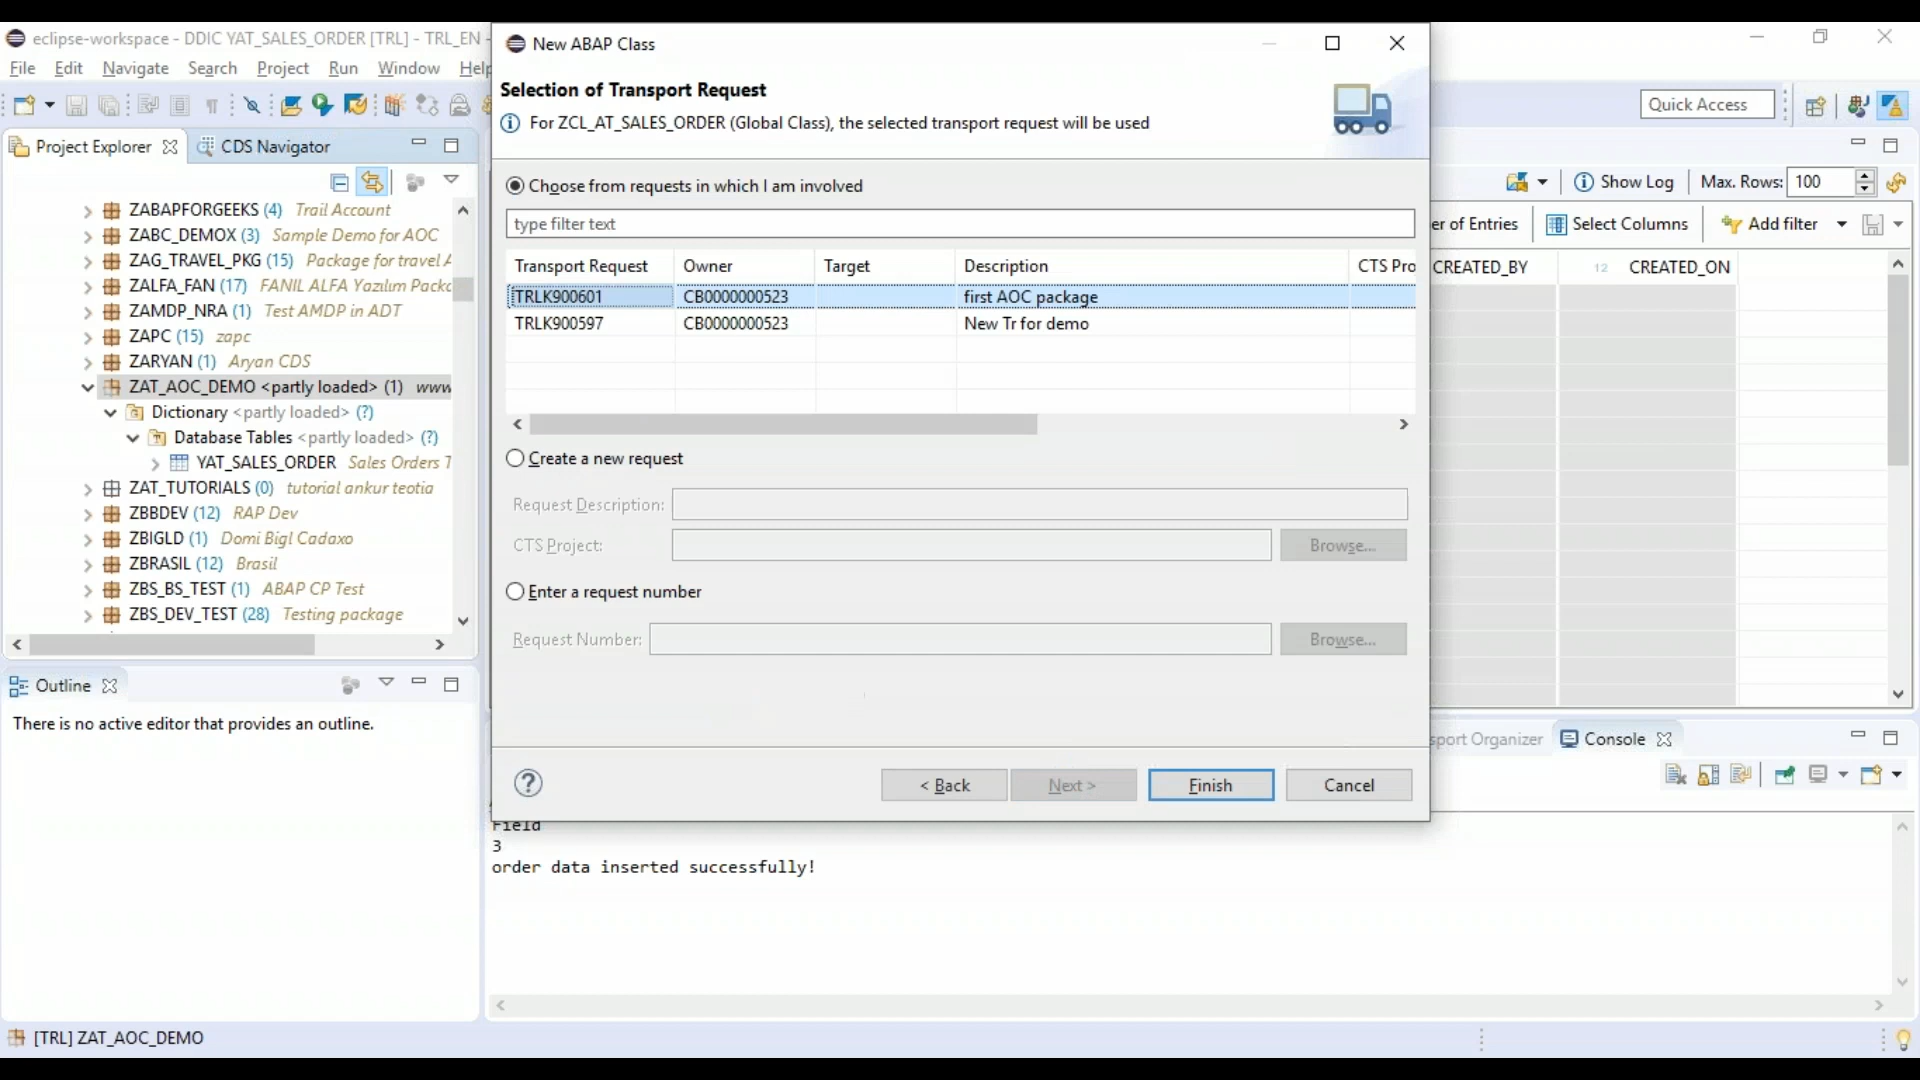 eclipse-workspace - DDIC YAT_SALES_ORDER [TRL] - TRL_EN -
File Edit Navigate Search Project Run Window Help
Project Explorer
CDS Navigator
ZABAPFORGEEKS (4) Trail Account
ZABC_DEMOX (3) Sample Demo for AOC
ZAG_TRAVEL_PKG (15) Package for travel A
ZALFA_FAN (17) FANIL ALFA Yazılım Packa
ZAMDP_NRA (1) Test AMDP in ADT
ZAPC (15) zapc
ZARYAN (1) Aryan CDS
ZAT_AOC_DEMO <partly loaded> (1) www
Dictionary <partly loaded> (?)
Database Tables <partly loaded> (?)
YAT_SALES_ORDER Sales Orders T
ZAT_TUTORIALS (0) tutorial ankur teotia
ZBBDEV (12) RAP Dev
ZBIGLD (1) Domi Bigl Cadaxo
ZBRASIL (12) Brasil
ZBS_BS_TEST (1) ABAP CP Test
ZBS_DEV_TEST (28) Testing package
Outline
There is no active editor that provides an outline.
[TRL] ZAT_AOC_DEMO
New ABAP Class
Selection of Transport Request
For ZCL_AT_SALES_ORDER (Global Class), the selected transport request will be used
Choose from requests in which I am involved
type filter text
Transport Request Owner Target Description CTS Pro
TRLK900601 CB0000000523 first AOC package
TRLK900597 CB0000000523 New Tr for demo
Create a new request
Request Description:
CTS Project: Browse...
Enter a request number
Request Number: Browse...
< Back Next > Finish Cancel
Quick Access
Show Log Max. Rows: 100
er of Entries Select Columns Add filter
CREATED_BY 12 CREATED_ON
sport Organizer Console
Field
3
order data inserted successfully!